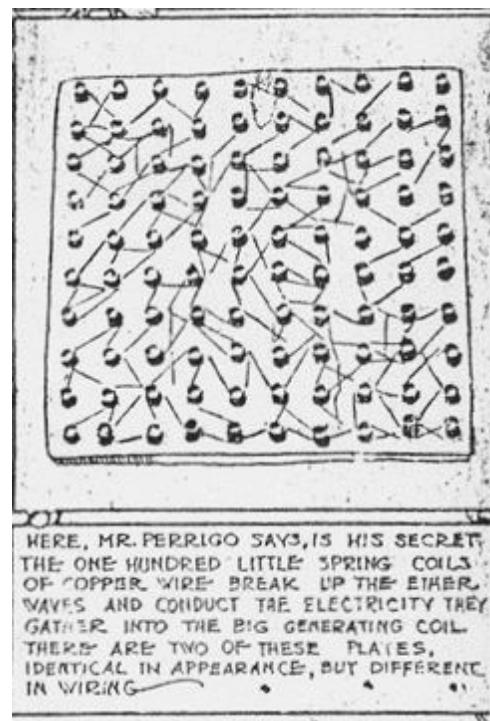 HERE, MR. PERRIGO SAYS, IS HIS SECRET.
THE ONE HUNDRED LITTLE SPRING COILS
OF COPPER WIRE BREAK UP THE ETHER
WAVES AND CONDUCT THE ELECTRICITY THEY
GATHER INTO THE BIG GENERATING COIL.
THERE ARE TWO OF THESE PLATES,
IDENTICAL IN APPEARANCE, BUT DIFFERENT
IN WIRING